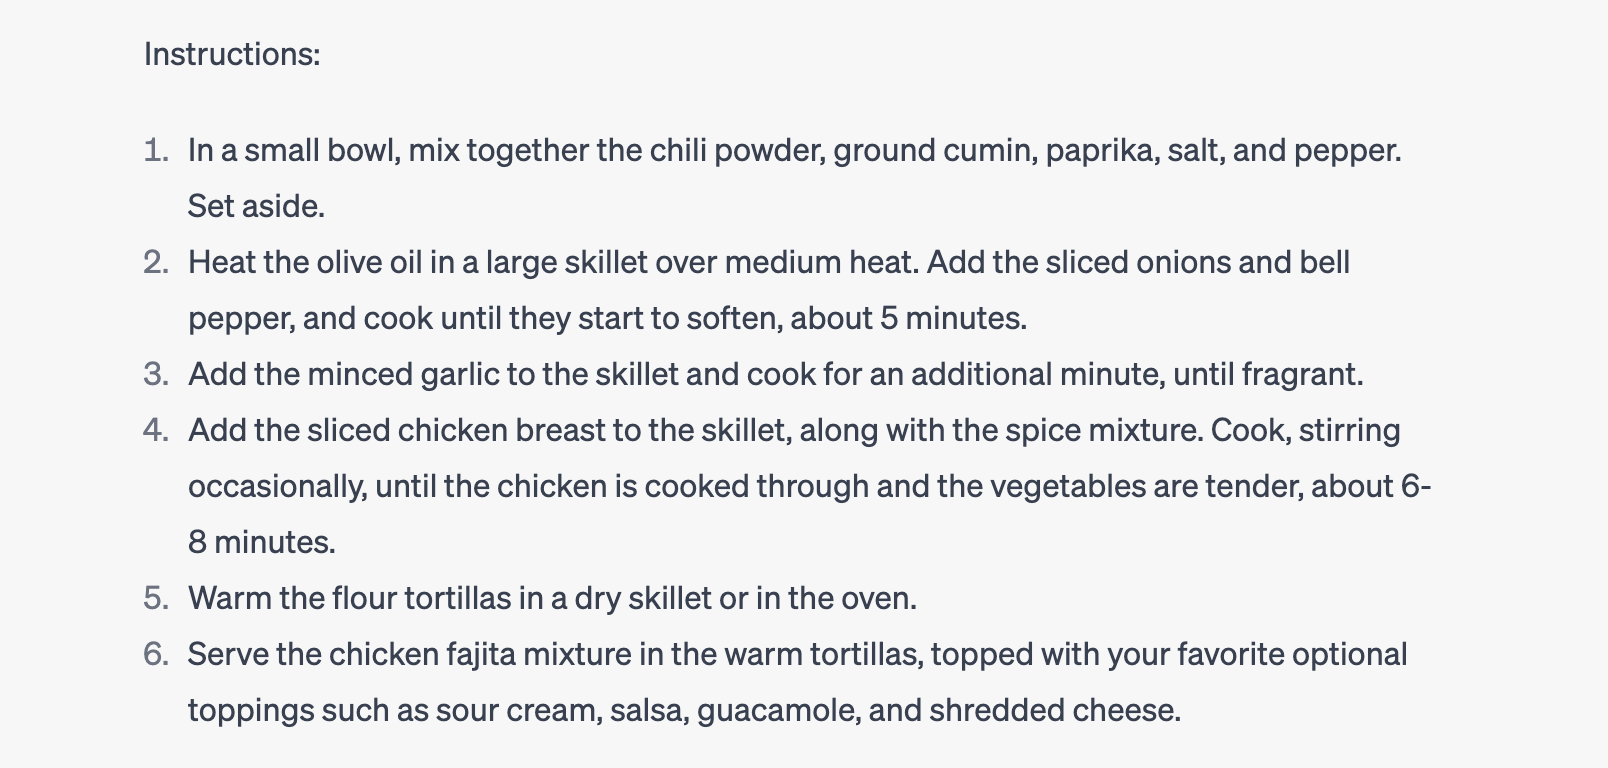 Instructions:
1. In a small bowl, mix together the chili powder, ground cumin, paprika, salt, and pepper.
Set aside.
2. Heat the olive oil in a large skillet over medium heat. Add the sliced onions and bell
pepper, and cook until they start to soften, about 5 minutes.
3. Add the minced garlic to the skillet and cook for an additional minute, until fragrant.
4. Add the sliced chicken breast to the skillet, along with the spice mixture. Cook, stirring
occasionally, until the chicken is cooked through and the vegetables are tender, about 6-
8 minutes.
5. Warm the flour tortillas in a dry skillet or in the oven.
6. Serve the chicken fajita mixture in the warm tortillas, topped with your favorite optional
toppings such as sour cream, salsa, guacamole, and shredded cheese.